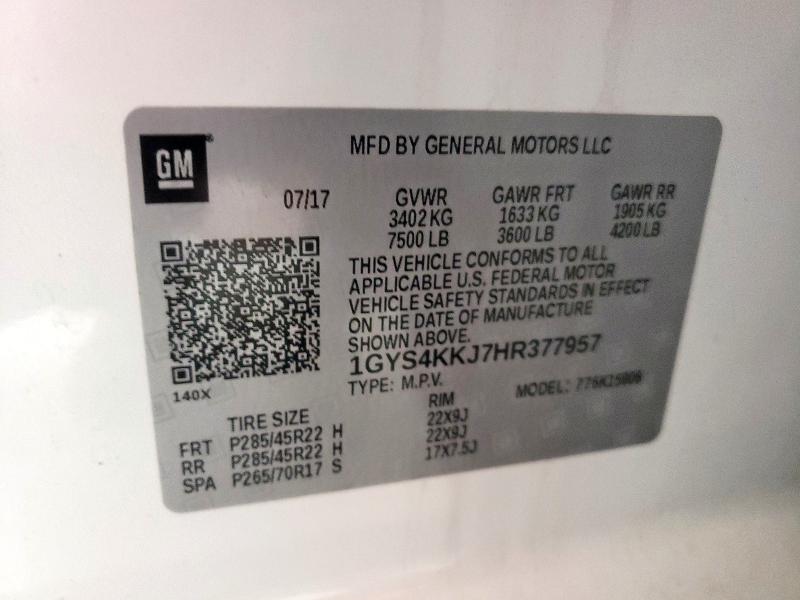 GM
MFD BY GENERAL MOTORS LLC
07/17
GVWR
3402 KG
7500 LB
GAWR FRT
1633 KG
3600 LB
GAWR RR
1905 KG
4200 LB
THIS VEHICLE CONFORMS TO ALL
APPLICABLE U.S. FEDERAL MOTOR
VEHICLE SAFETY STANDARDS IN EFFECT
ON THE DATE OF MANUFACTURE
SHOWN ABOVE.
1GYS4KKJ7HR377957
TYPE: M.P.V.
MODEL:
140X
TIRE SIZE
RIM
FRT P285/45R22 H 22X9J
RR P285/45R22 H 22X9J
SPA P265/70R17 S 17X7.5J